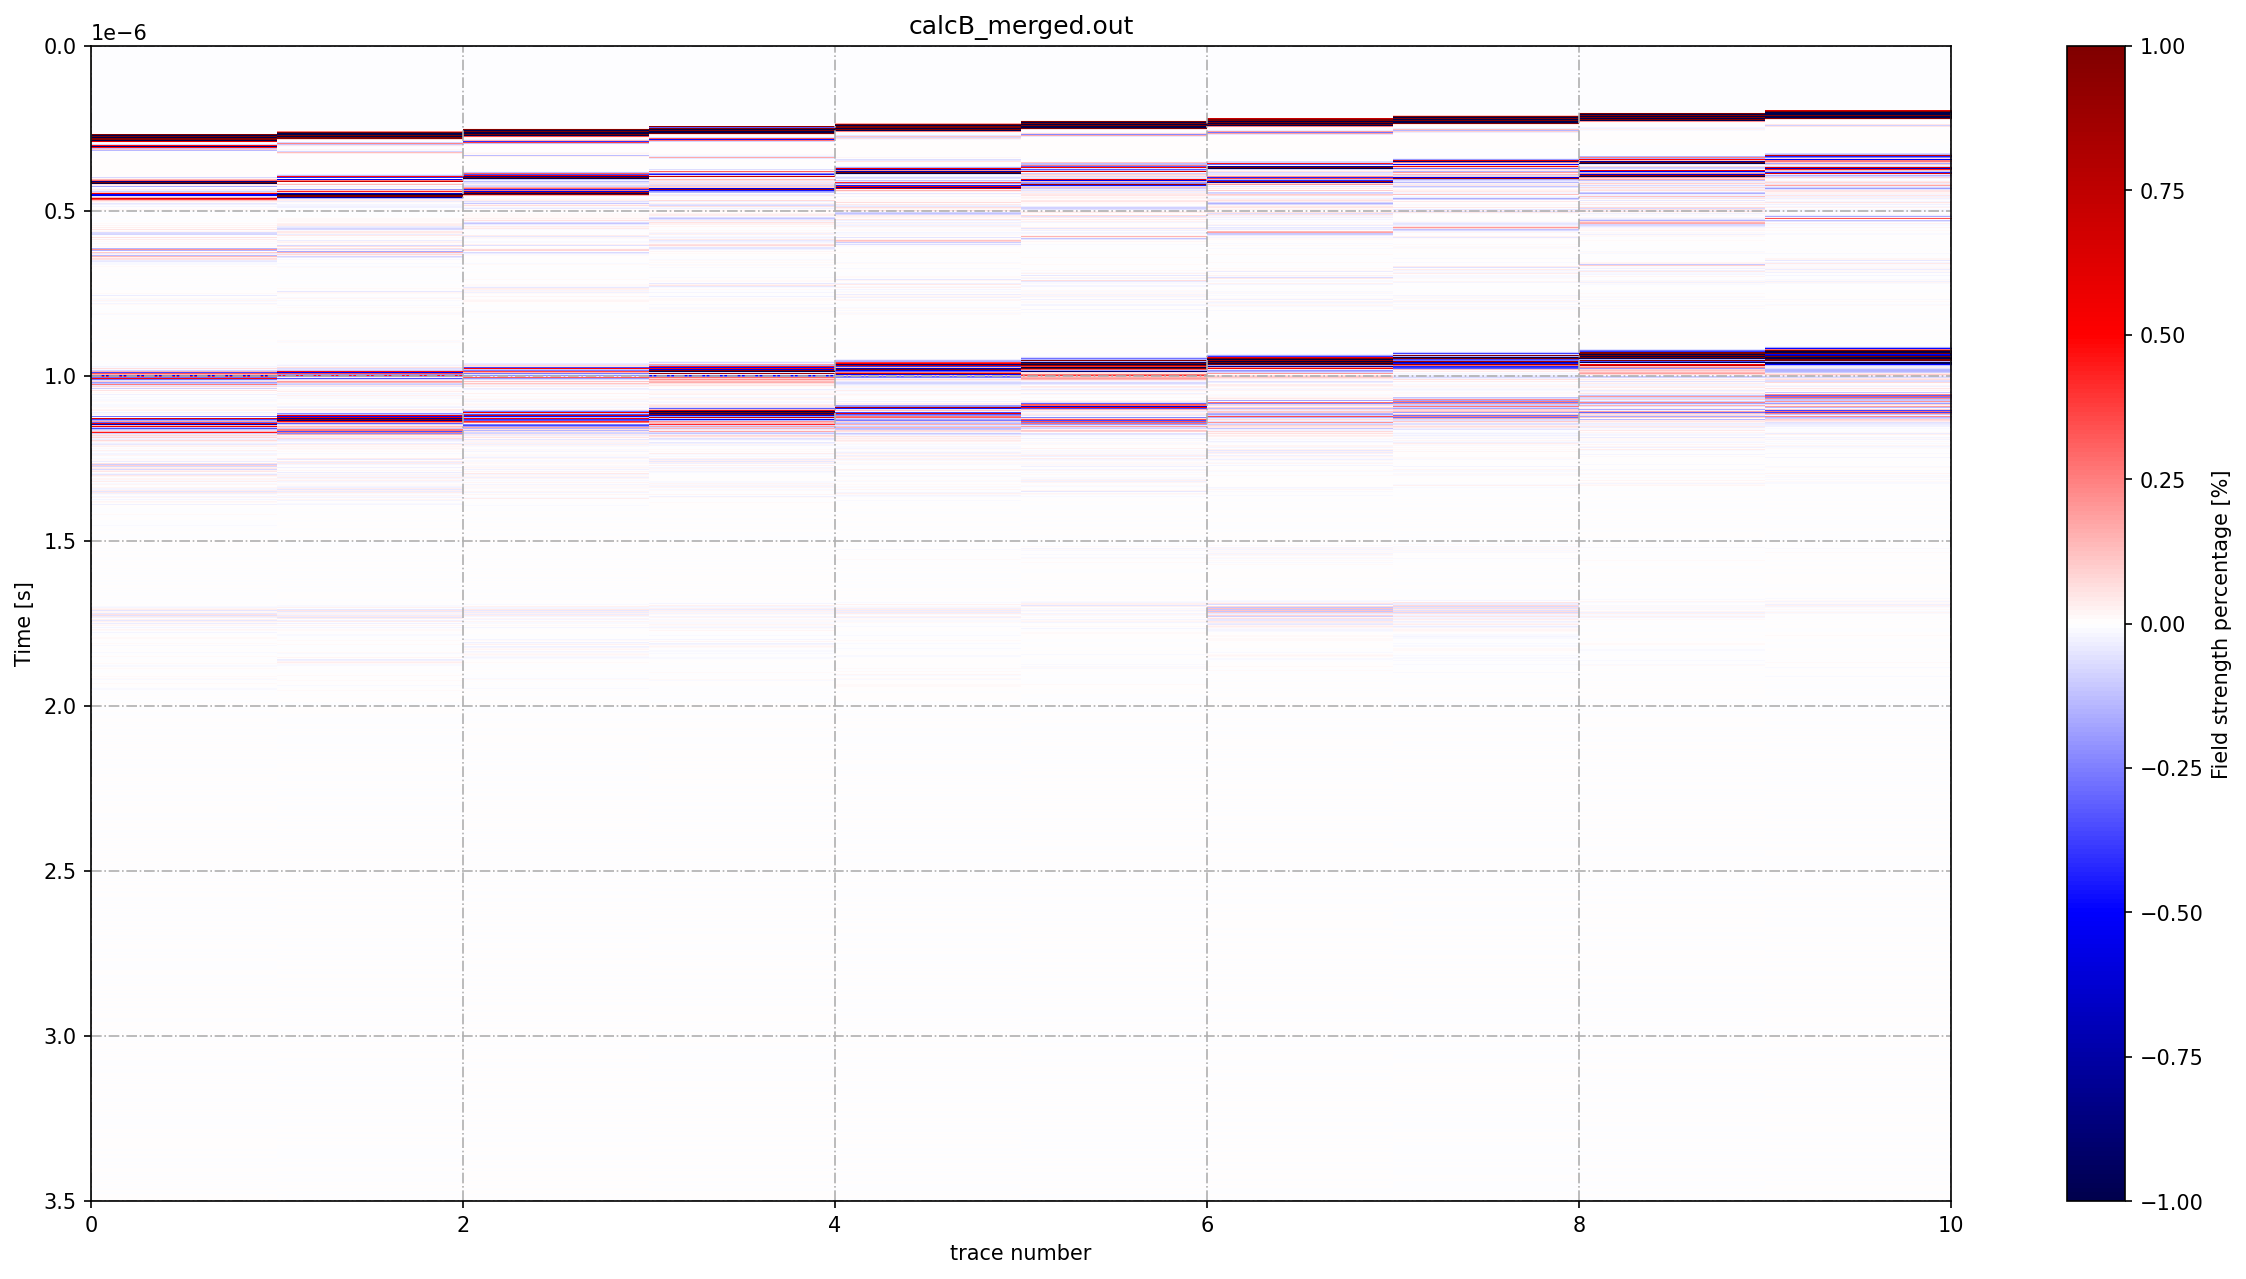 calcB_merged.out
1e−6
0.0
0.5
1.0
1.5
2.0
2.5
3.0
3.5
Time [s]
0 2 4 6 8 10
trace number
1.00
0.75
0.50
0.25
0.00
−0.25
−0.50
−0.75
−1.00
Field strength percentage [%]